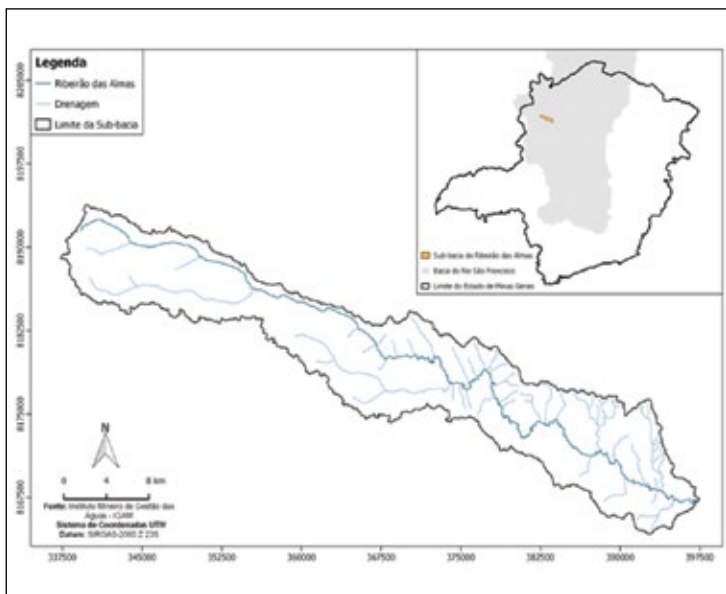 Legenda
Ribeirão das Almas
Drenagem
Limite da Sub-bacia
Sub-bacia do Ribeirão das Almas
Bacia do Rio São Francisco
Limite do Estado de Minas Gerais
8205000
8197500
8190000
8182500
8175000
8167500
N
0 4 8 km
Fonte: Instituto Mineiro de Gestão das
Águas - IGAM
Sistema de Coordenadas UTM
Datum: SIRGAS-2000 Z 23S
337500 345000 352500 360000 367500 375000 382500 390000 397500